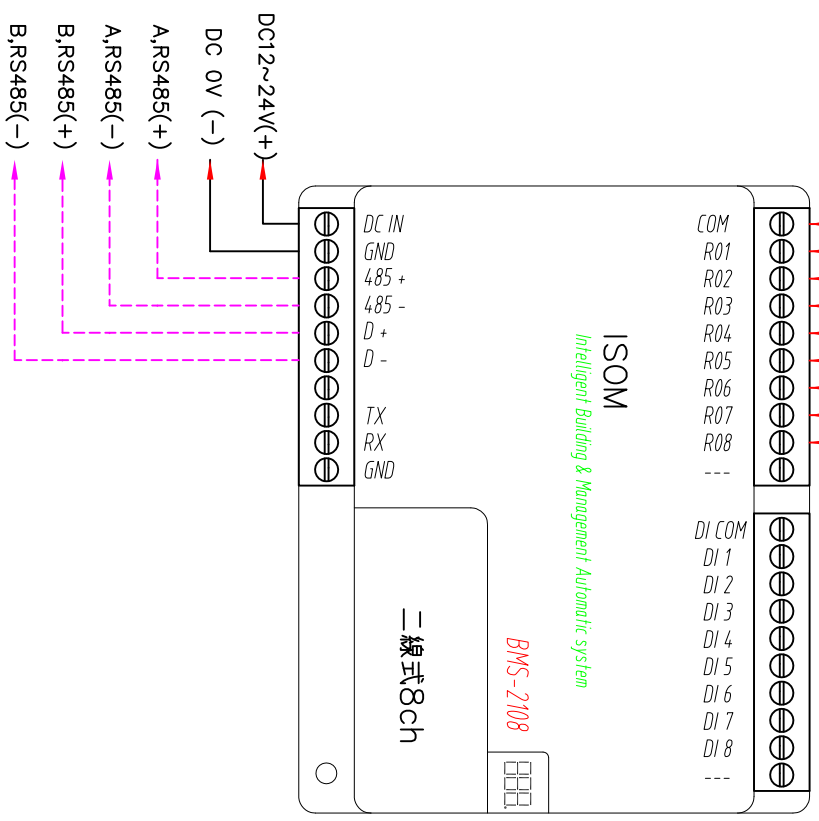 DC12~24V(+)
DC 0V (-)
A,RS485(+)
A,RS485(-)
B,RS485(+)
B,RS485(-)
DC IN
GND
485 +
485 -
D +
D -
TX
RX
GND
COM
R01
R02
R03
R04
R05
R06
R07
R08
---
DI COM
DI 1
DI 2
DI 3
DI 4
DI 5
DI 6
DI 7
DI 8
---
ISOM
Intelligent Building & Management Automatic system
BMS-2108
二線式8ch
888.